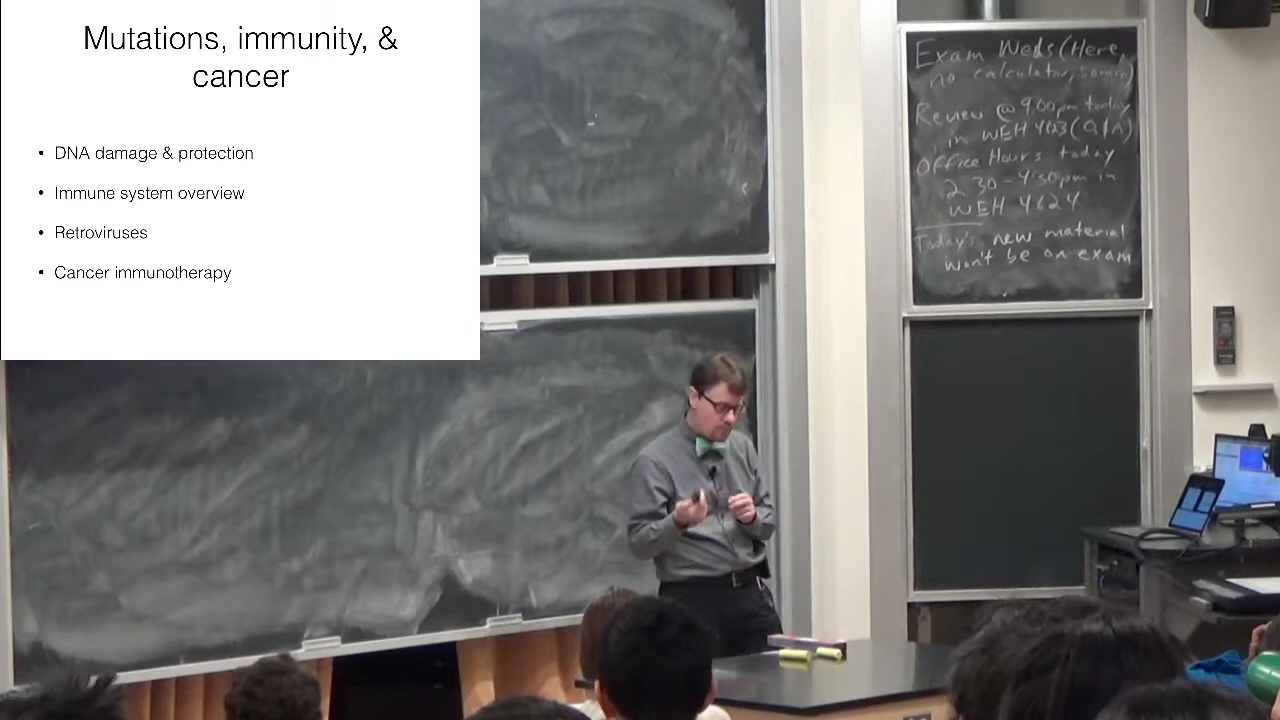 Mutations, immunity, &
cancer
• DNA damage & protection
• Immune system overview
• Retroviruses
• Cancer immunotherapy
Exam Weds (Here,
no calculator, 50min)
Review @ 9:00pm today
in WEH 7403 (Q/A)
Office Hours today
2:30-4:30pm in
WEH 4624
Today's new material
won't be on exam